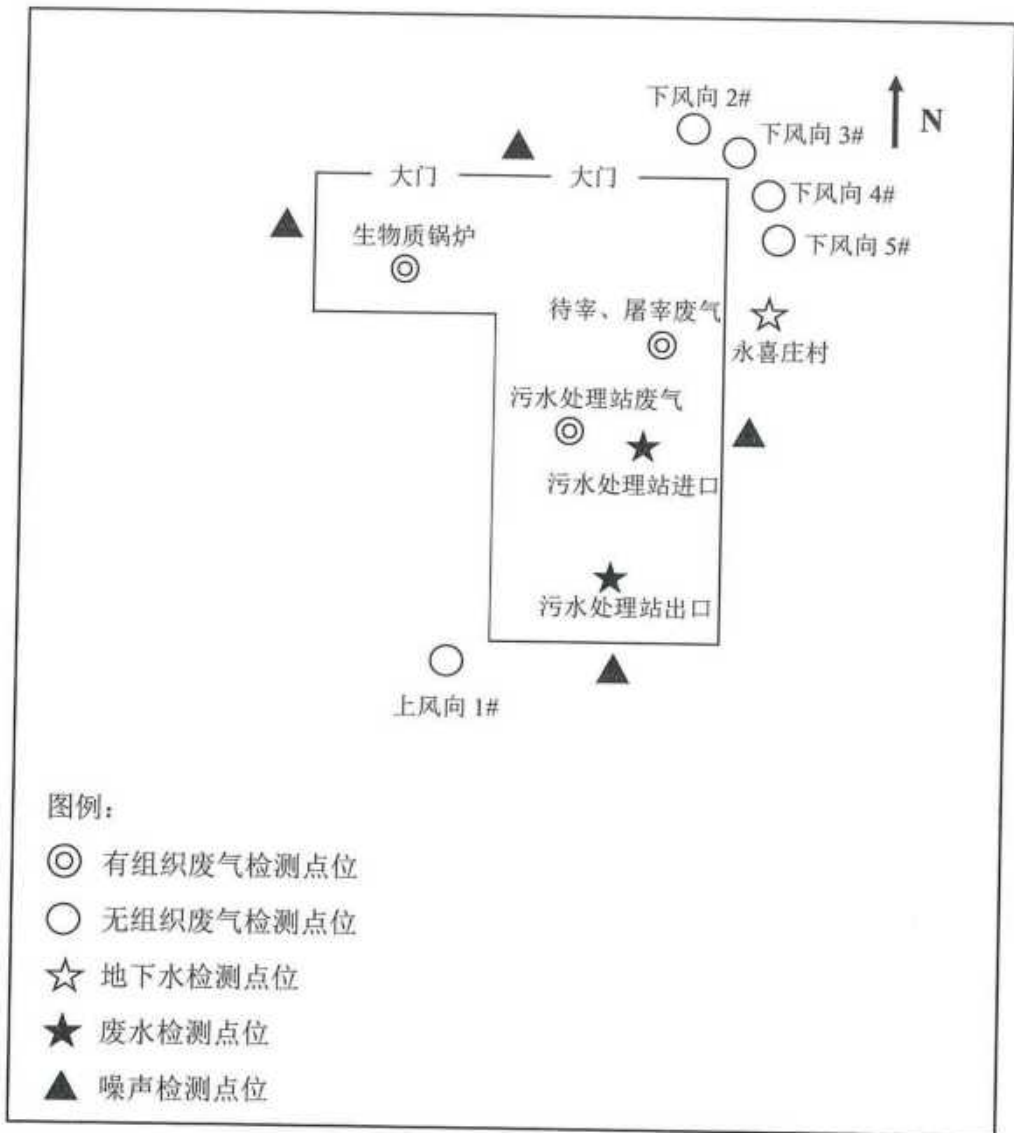 下风向 2#
N
下风向 3#
大门
大门
下风向 4#
生物质锅炉
下风向 5#
待宰、屠宰废气
永喜庄村
污水处理站废气
污水处理站进口
污水处理站出口
上风向 1#
图例：
有组织废气检测点位
无组织废气检测点位
地下水检测点位
废水检测点位
噪声检测点位